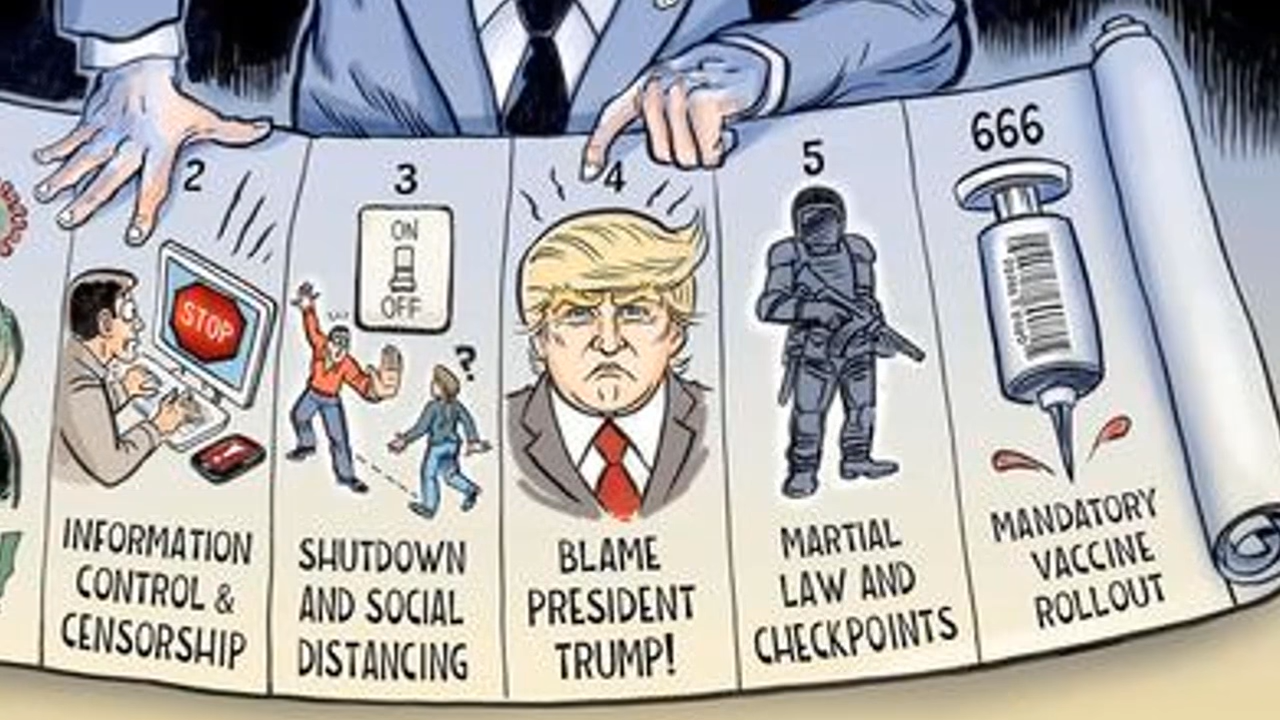 2
STOP
INFORMATION
CONTROL &
CENSORSHIP
3
ON
OFF
?
SHUTDOWN
AND SOCIAL
DISTANCING
4
BLAME
PRESIDENT
TRUMP!
5
MARTIAL
LAW AND
CHECKPOINTS
666
MANDATORY
VACCINE
ROLLOUT